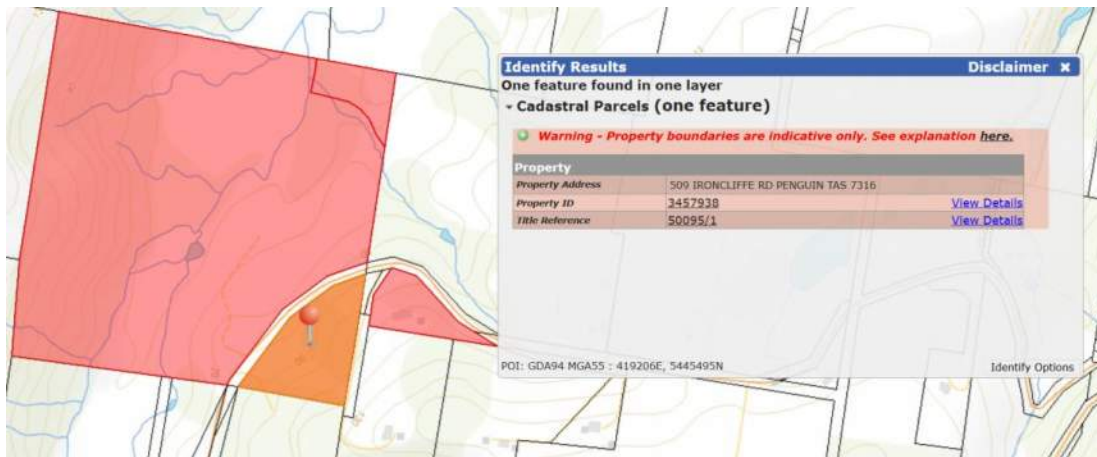 Identify Results Disclaimer ×
One feature found in one layer
Cadastral Parcels (one feature)
Warning - Property boundaries are indicative only. See explanation here.
Property
Property Address 509 IRONCLIFFE RD PENGUIN TAS 7316
Property ID 3457938 View Details
Title Reference 50095/1 View Details
POI: GDA94 MGA55 : 419206E, 5445495N Identify Options